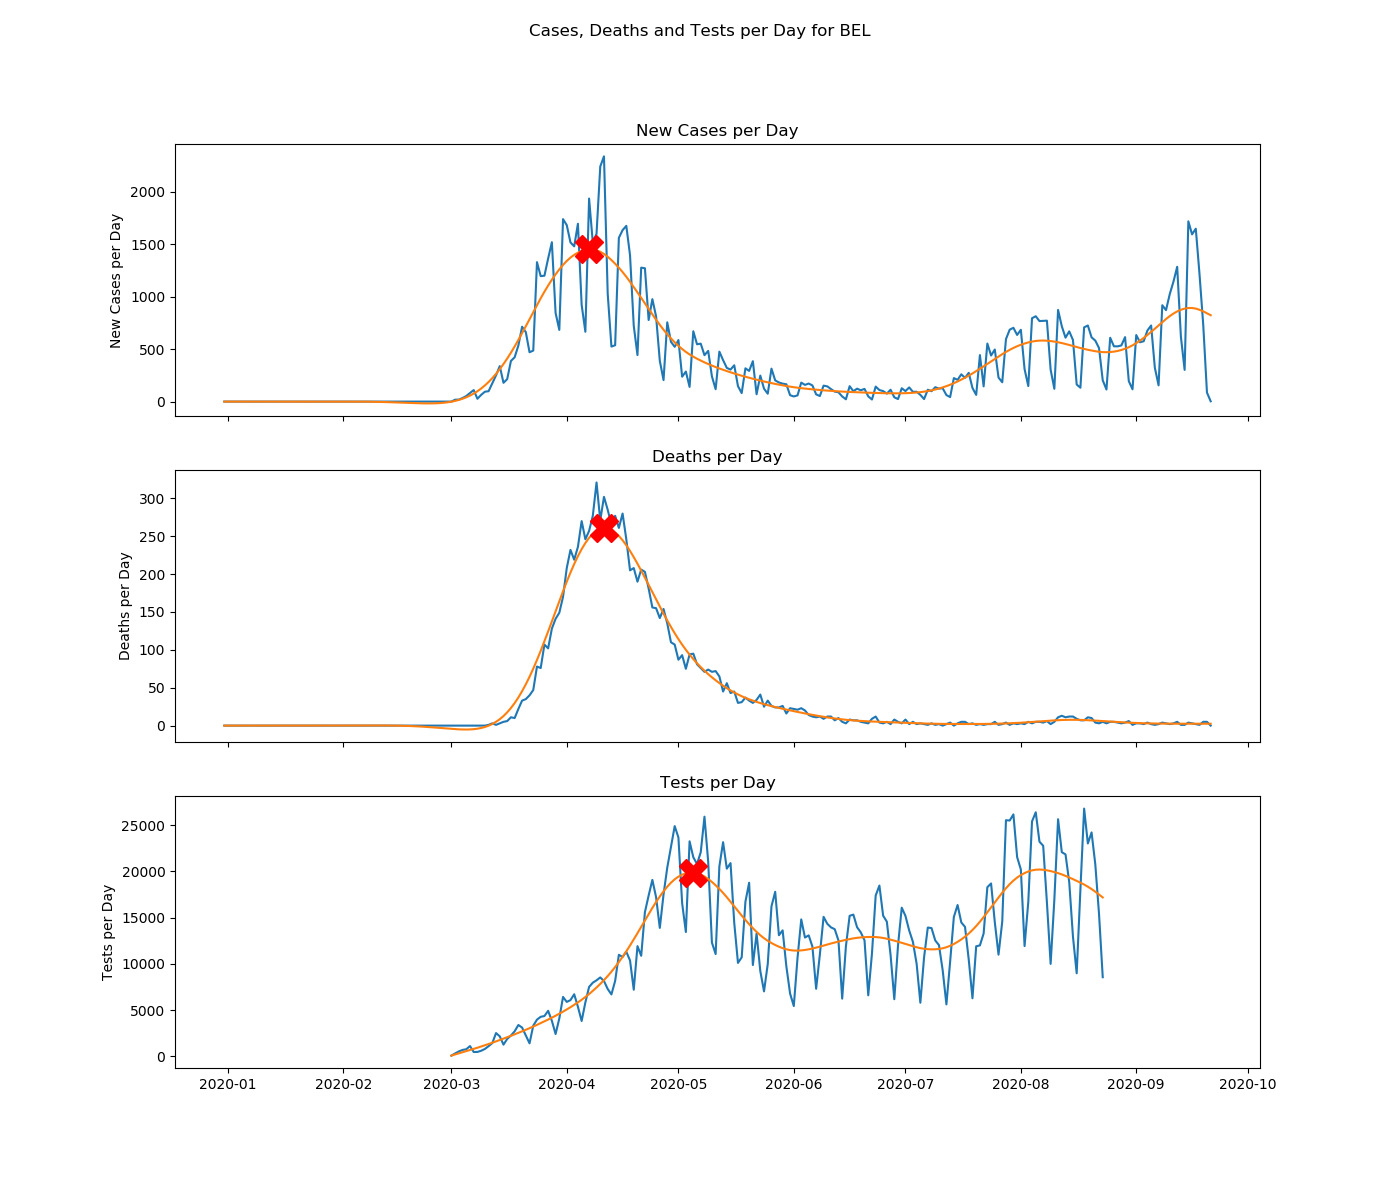 Cases, Deaths and Tests per Day for BEL
New Cases per Day
New Cases per Day
2000
1500
1000
500
0
Deaths per Day
Deaths per Day
300
250
200
150
100
50
0
Tests per Day
Tests per Day
25000
20000
15000
10000
5000
0
2020-01 2020-02 2020-03 2020-04 2020-05 2020-06 2020-07 2020-08 2020-09 2020-10